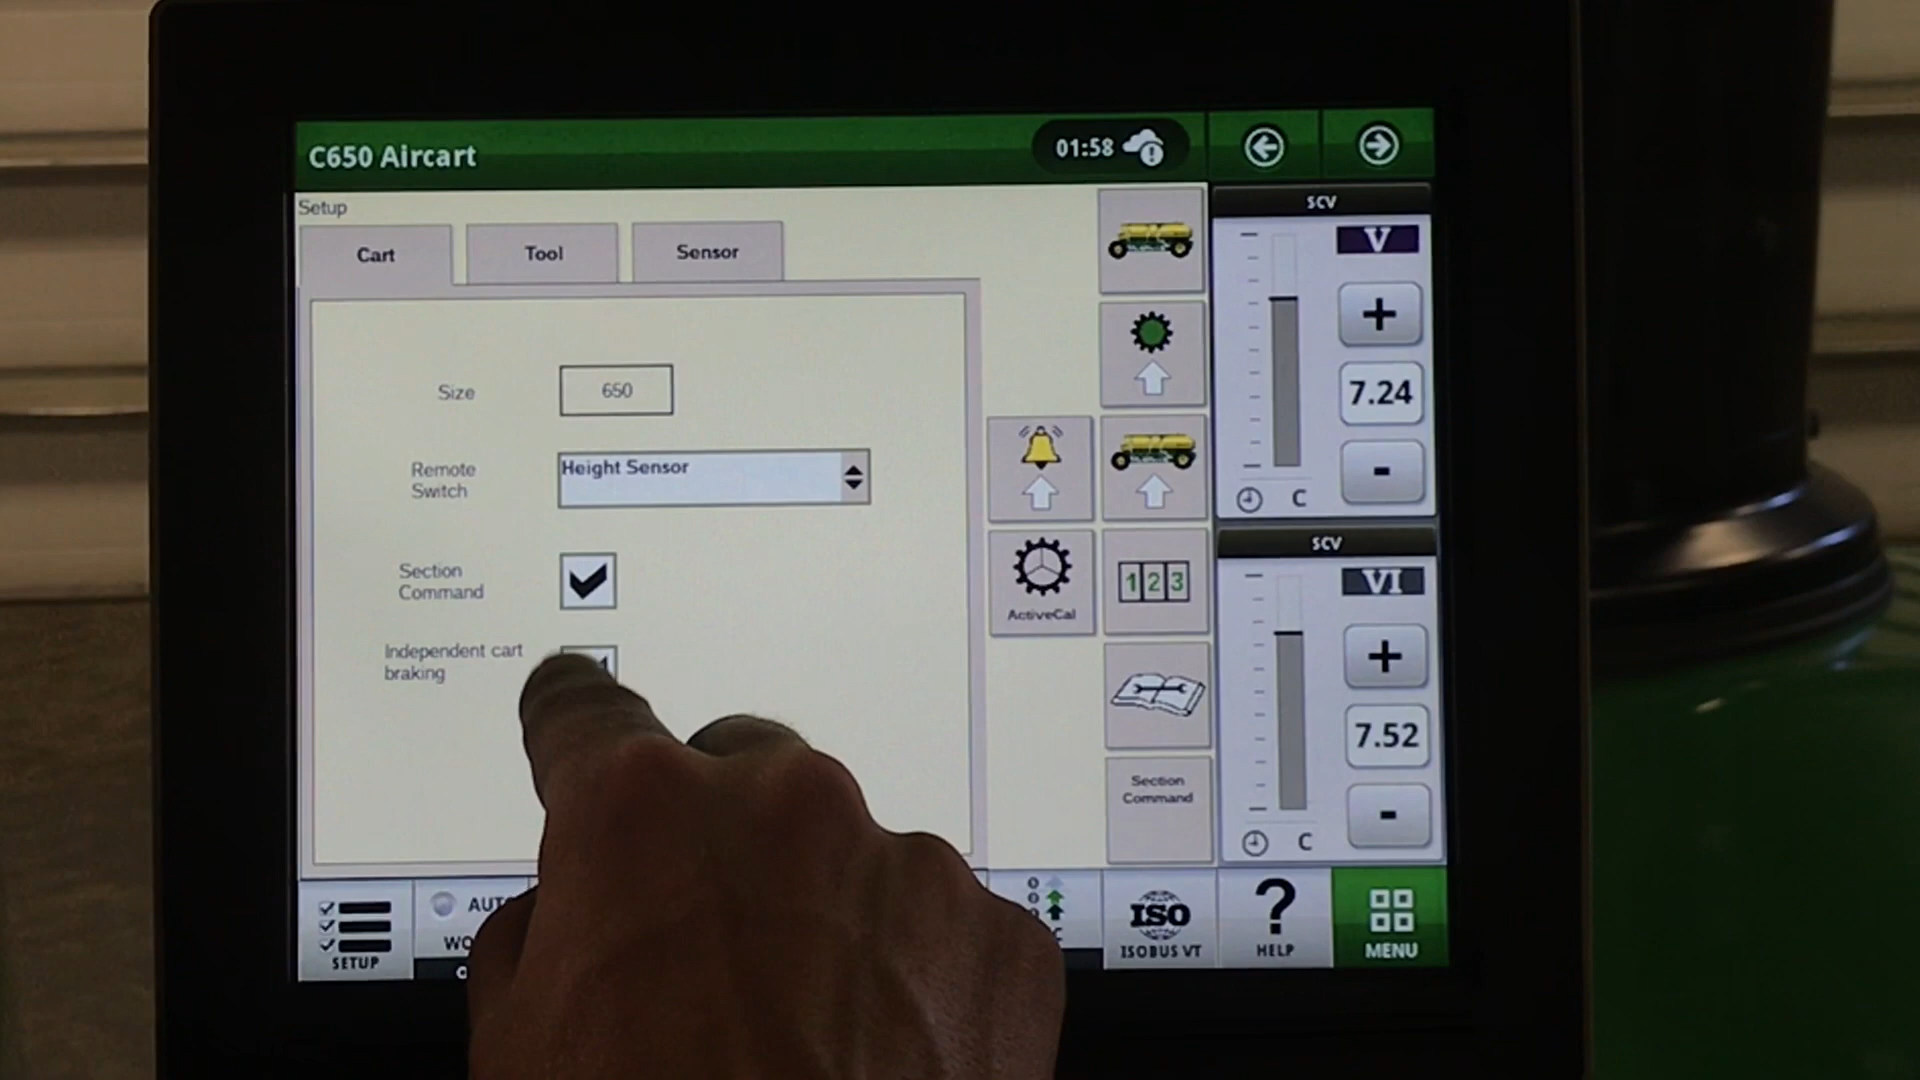 C650 Aircart
01:58
Setup
Cart
Tool
Sensor
Size
650
Remote
Switch
Height Sensor
Section
Command
Independent cart
braking
ActiveCal
1 2 3
Section
Command
SCV
V
+
7.24
-
C
SCV
VI
+
7.52
-
C
SETUP
ISO
ISOBUS VT
?
HELP
MENU